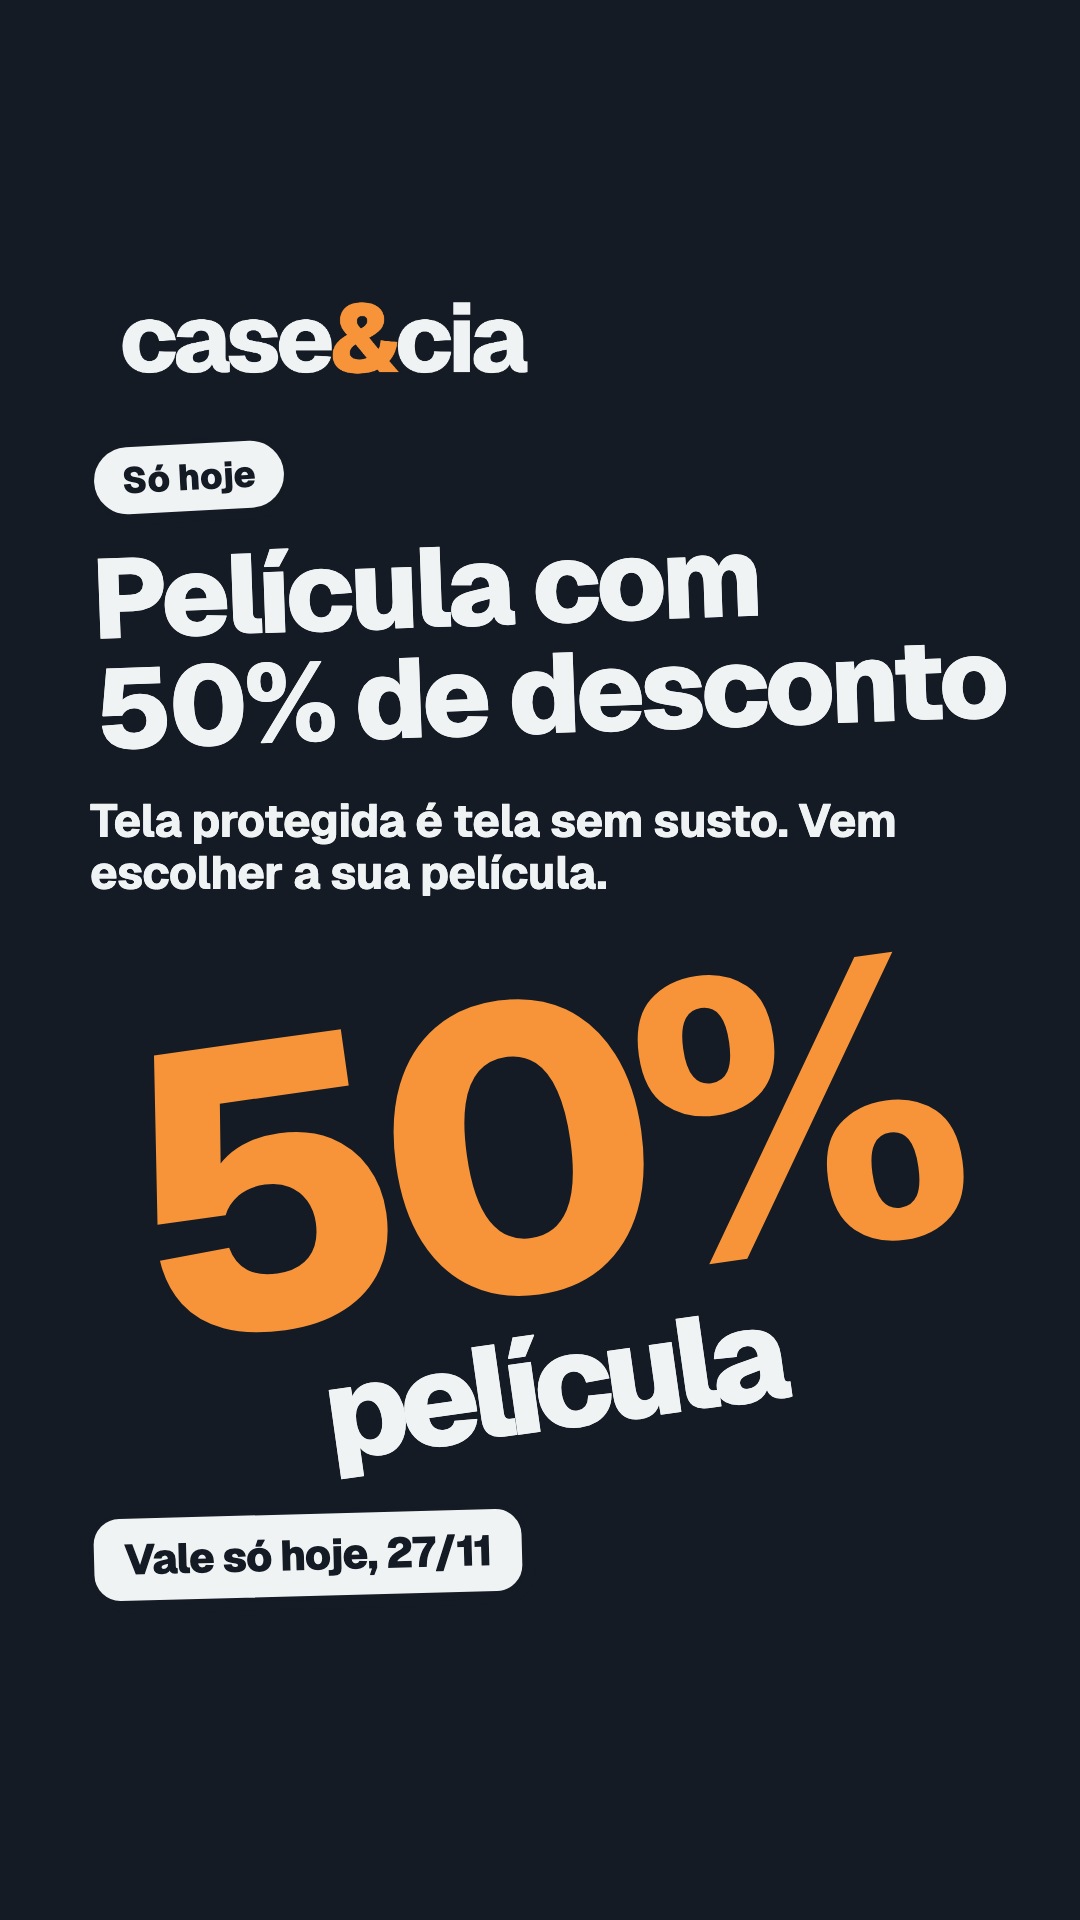 case&cia
Só hoje
Película com
50% de desconto
Tela protegida é tela sem susto. Vem
escolher a sua película.
50%
película
Vale só hoje, 27/11